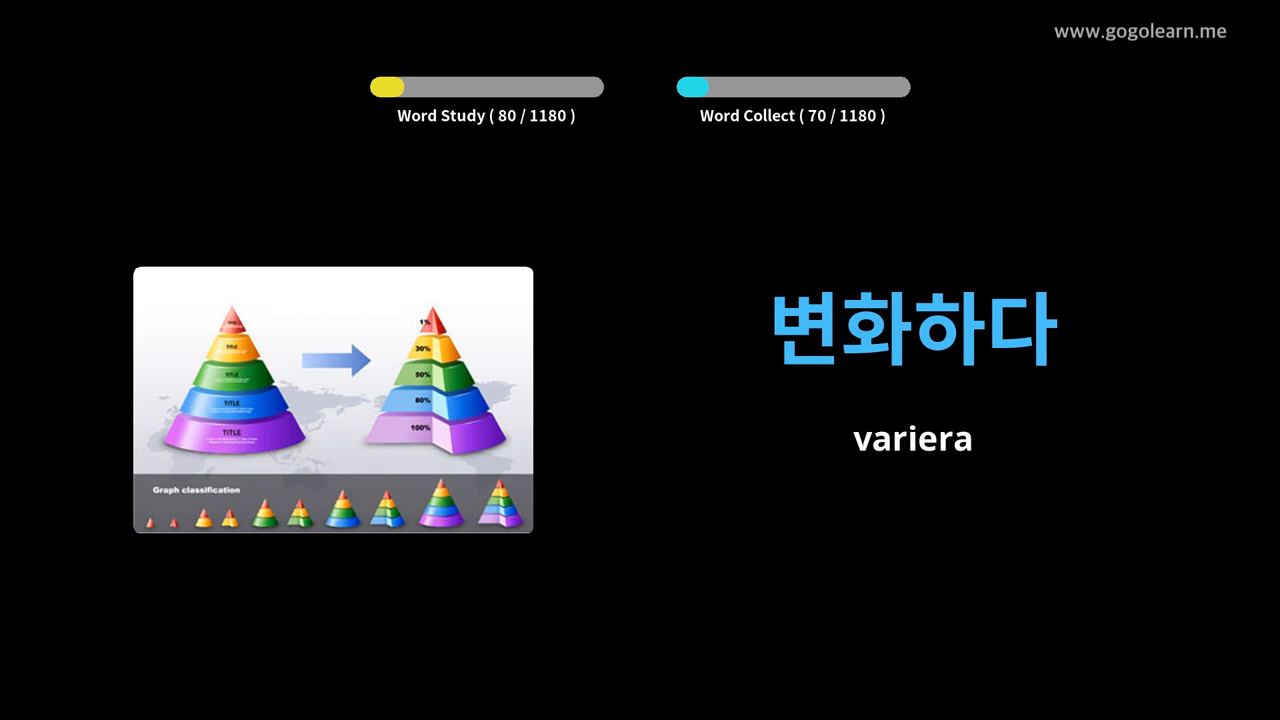 www.gogolearn.me
Word Study ( 80 / 1180 )
Word Collect ( 70 / 1180 )
변화하다
variera
TITLE
TITLE
TITLE
TITLE
1%
30%
50%
80%
100%
Graph classification